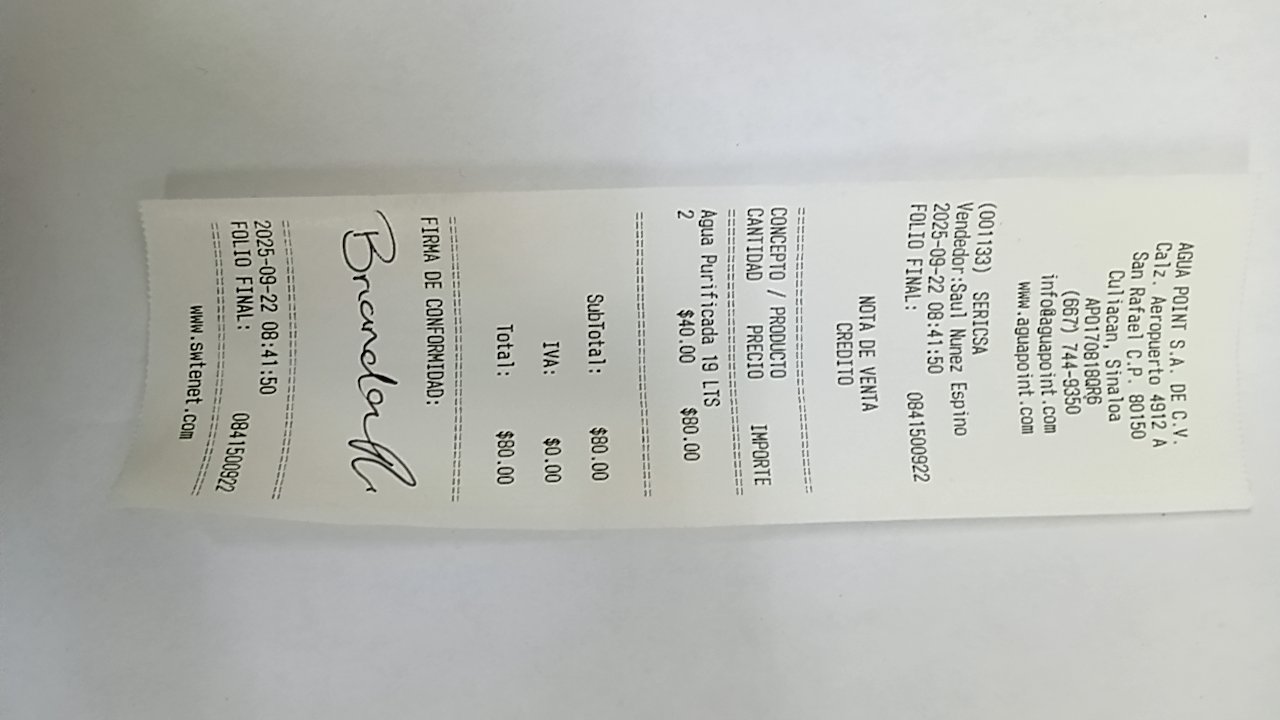 AGUA POINT S.A. DE C.V.
Calz. Aeropuerto 4912 A
San Rafael C.P. 80150
Culiacan, Sinaloa
APO170818QR6
(667) 744-9350
info@aguapoint.com
www.aguapoint.com
(001133) SERICSA
Vendedor:Saul Nunez Espino
2025-09-22 08:41:50
FOLIO FINAL: 0841500922
NOTA DE VENTA
CREDITO
==============================
CONCEPTO / PRODUCTO
CANTIDAD PRECIO IMPORTE
==============================
Agua Purificada 19 LTS
2 $40.00 $80.00
==============================
SubTotal: $80.00
IVA: $0.00
Total: $80.00
==============================
FIRMA DE CONFORMIDAD:
==============================
2025-09-22 08:41:50
FOLIO FINAL: 0841500922
==============================
www.swtenet.com